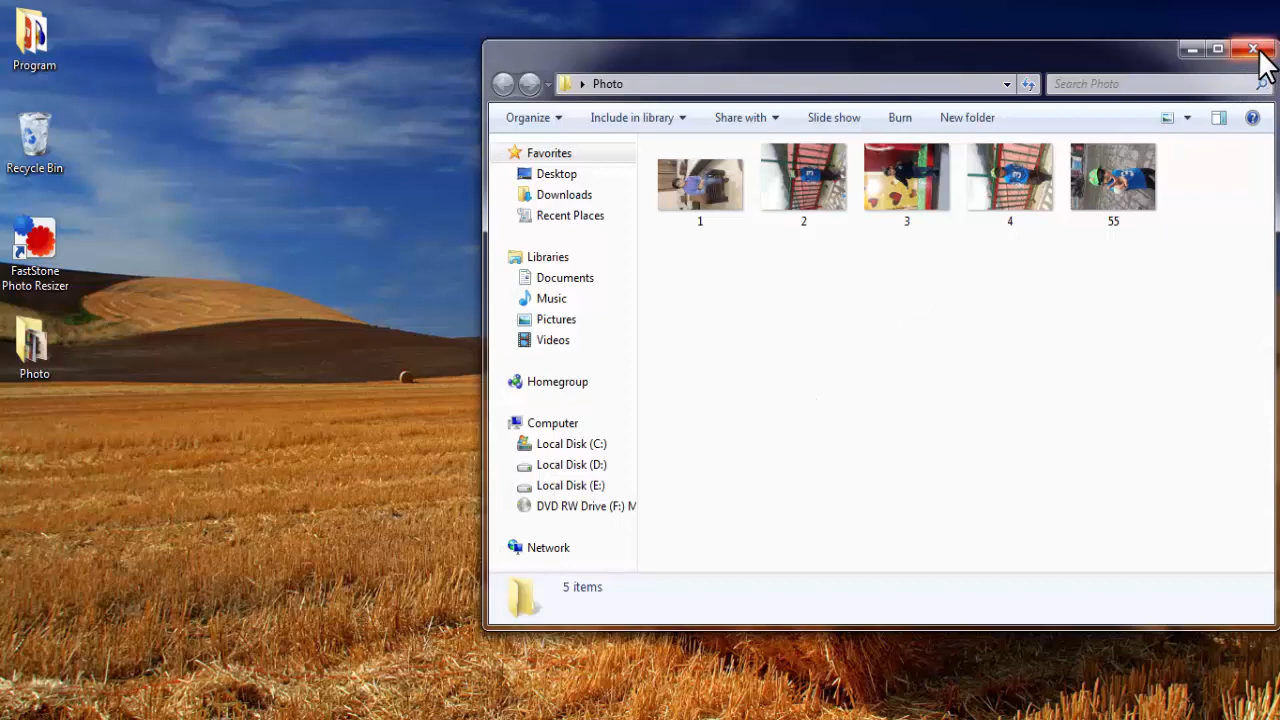 Program
Recycle Bin
FastStone
Photo Resizer
Photo
Photo
Search Photo
Organize
Include in library
Share with
Slide show
Burn
New folder
Favorites
Desktop
Downloads
Recent Places
Libraries
Documents
Music
Pictures
Videos
Homegroup
Computer
Local Disk (C:)
Local Disk (D:)
Local Disk (E:)
DVD RW Drive (F:) M
Network
1
2
3
4
55
5 items